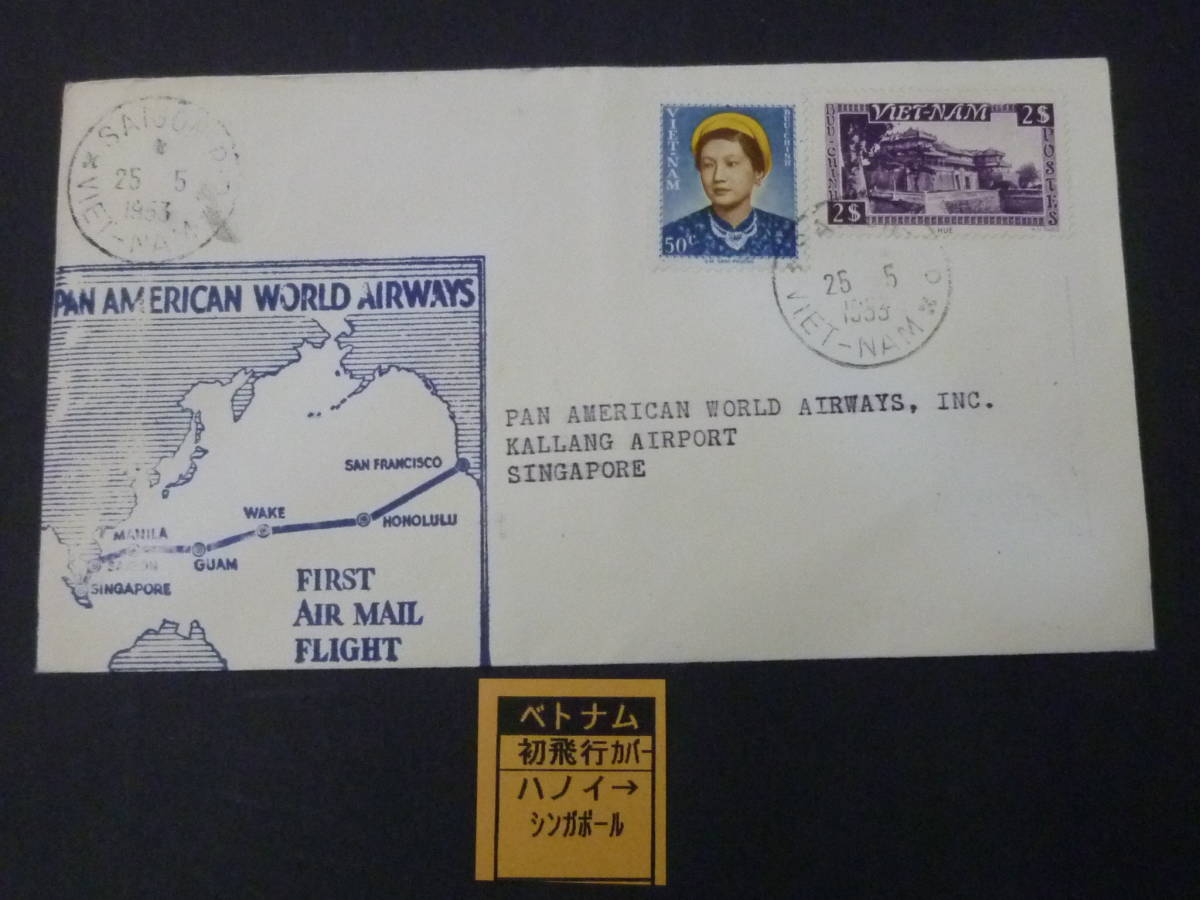 SAIGON
25 5
1953
VIET-NAM
VIET-NAM
BUU-CHINH
50c
VIET-NAM
2$
BUU-CHINH
POSTES
2$
HUE
25 5
1953
VIET-NAM
PAN AMERICAN WORLD AIRWAYS
SAN FRANCISCO
WAKE
HONOLULU
MANILA
GUAM
SAIGON
SINGAPORE
FIRST
AIR MAIL
FLIGHT
PAN AMERICAN WORLD AIRWAYS, INC.
KALLANG AIRPORT
SINGAPORE
ベトナム
初飛行カバー
ハノイ→
シンガポール